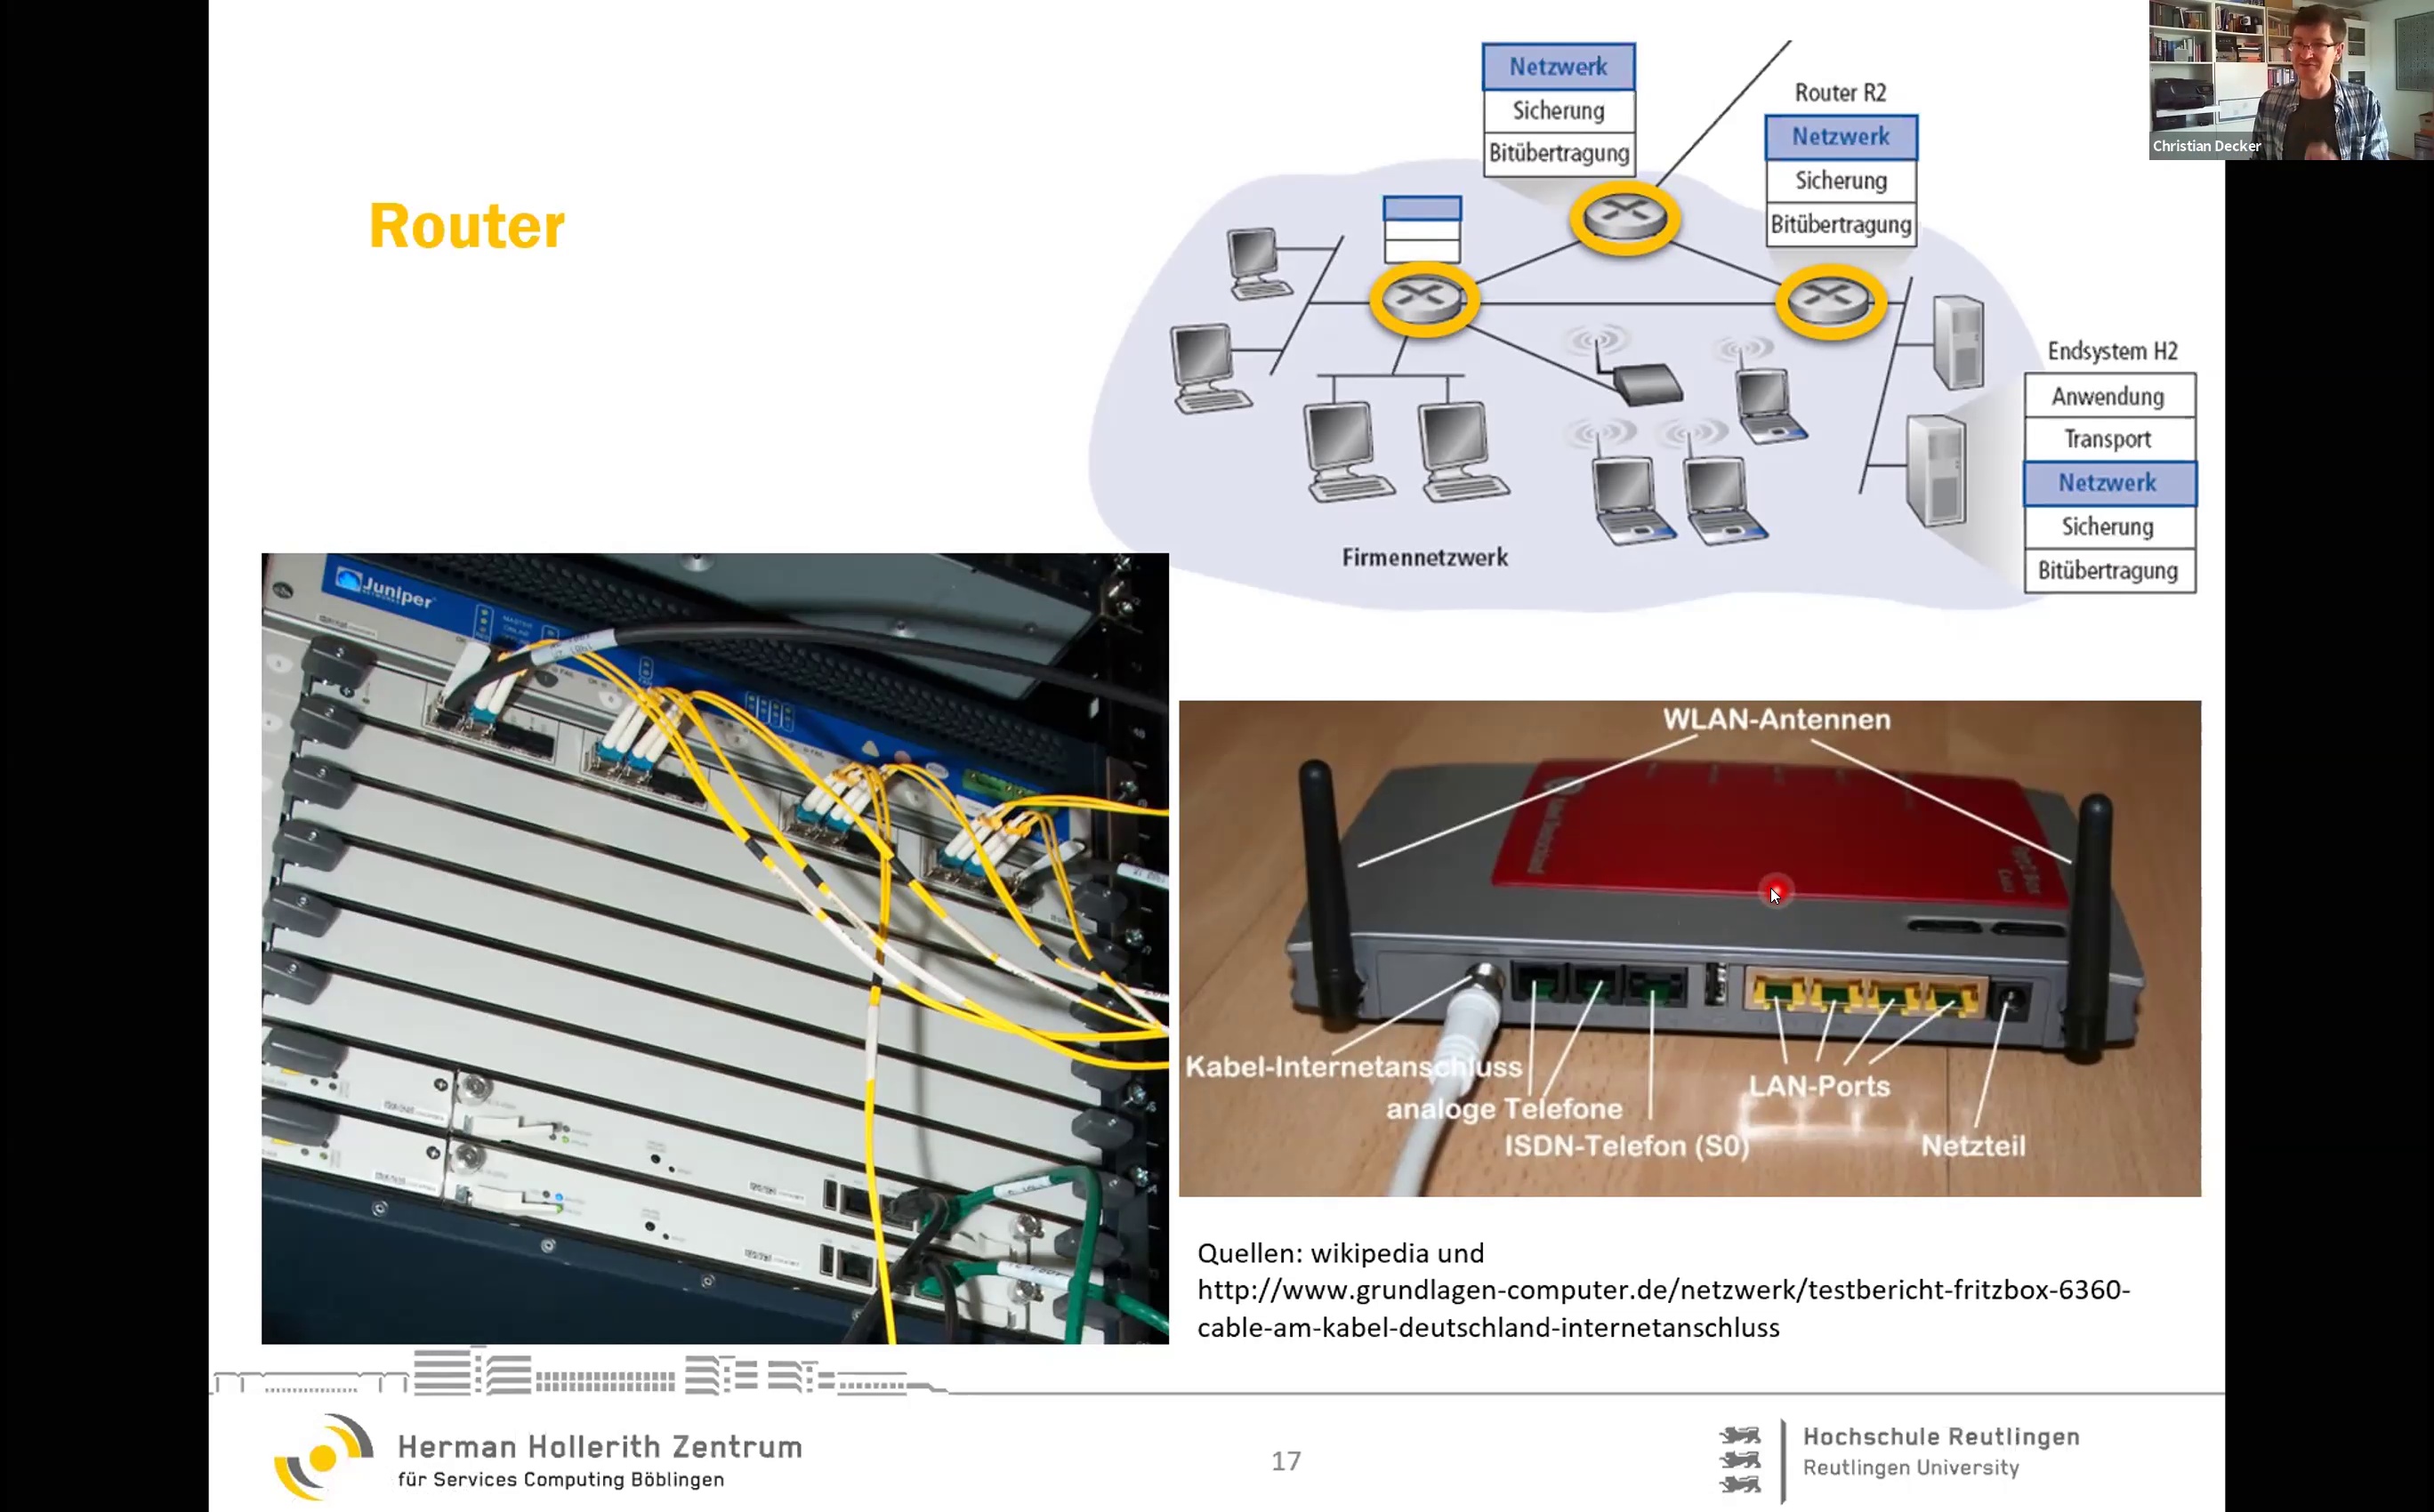 Router
Netzwerk
Sicherung
Bitübertragung
Router R2
Netzwerk
Sicherung
Bitübertragung
Christian Decker
Endsystem H2
Anwendung
Transport
Netzwerk
Sicherung
Bitübertragung
Firmennetzwerk
Juniper
NETWORKS
WLAN-Antennen
Kabel-Internetanschluss
analoge Telefone
ISDN-Telefon (S0)
LAN-Ports
Netzteil
Quellen: wikipedia und
http://www.grundlagen-computer.de/netzwerk/testbericht-fritzbox-6360-
cable-am-kabel-deutschland-internetanschluss
Herman Hollerith Zentrum
für Services Computing Böblingen
17
Hochschule Reutlingen
Reutlingen University